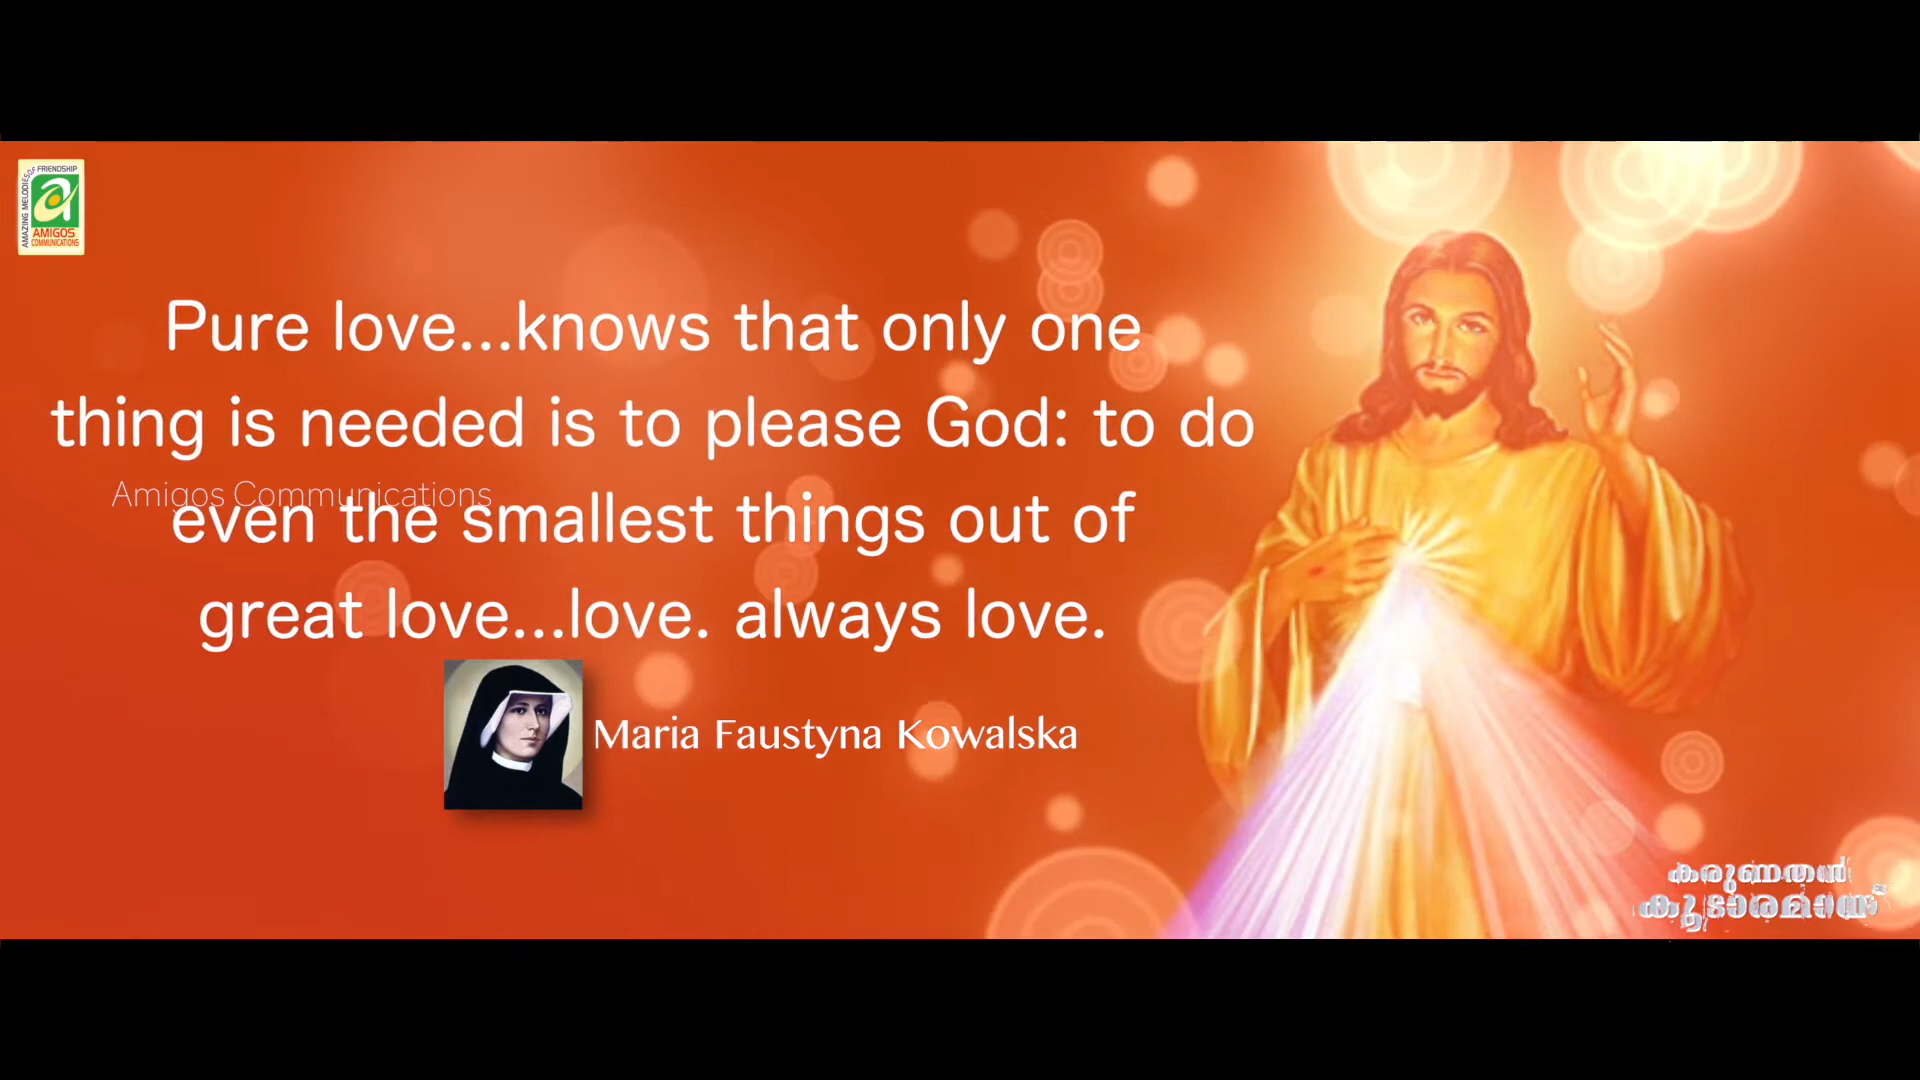 AMAZING MELODIES OF FRIENDSHIP
a
AMIGOS
COMMUNICATIONS
Pure love...knows that only one
thing is needed is to please God: to do
Amigos Communications
even the smallest things out of
great love...love. always love.
Maria Faustyna Kowalska
കരുണതൻ
കൂടാരമായ